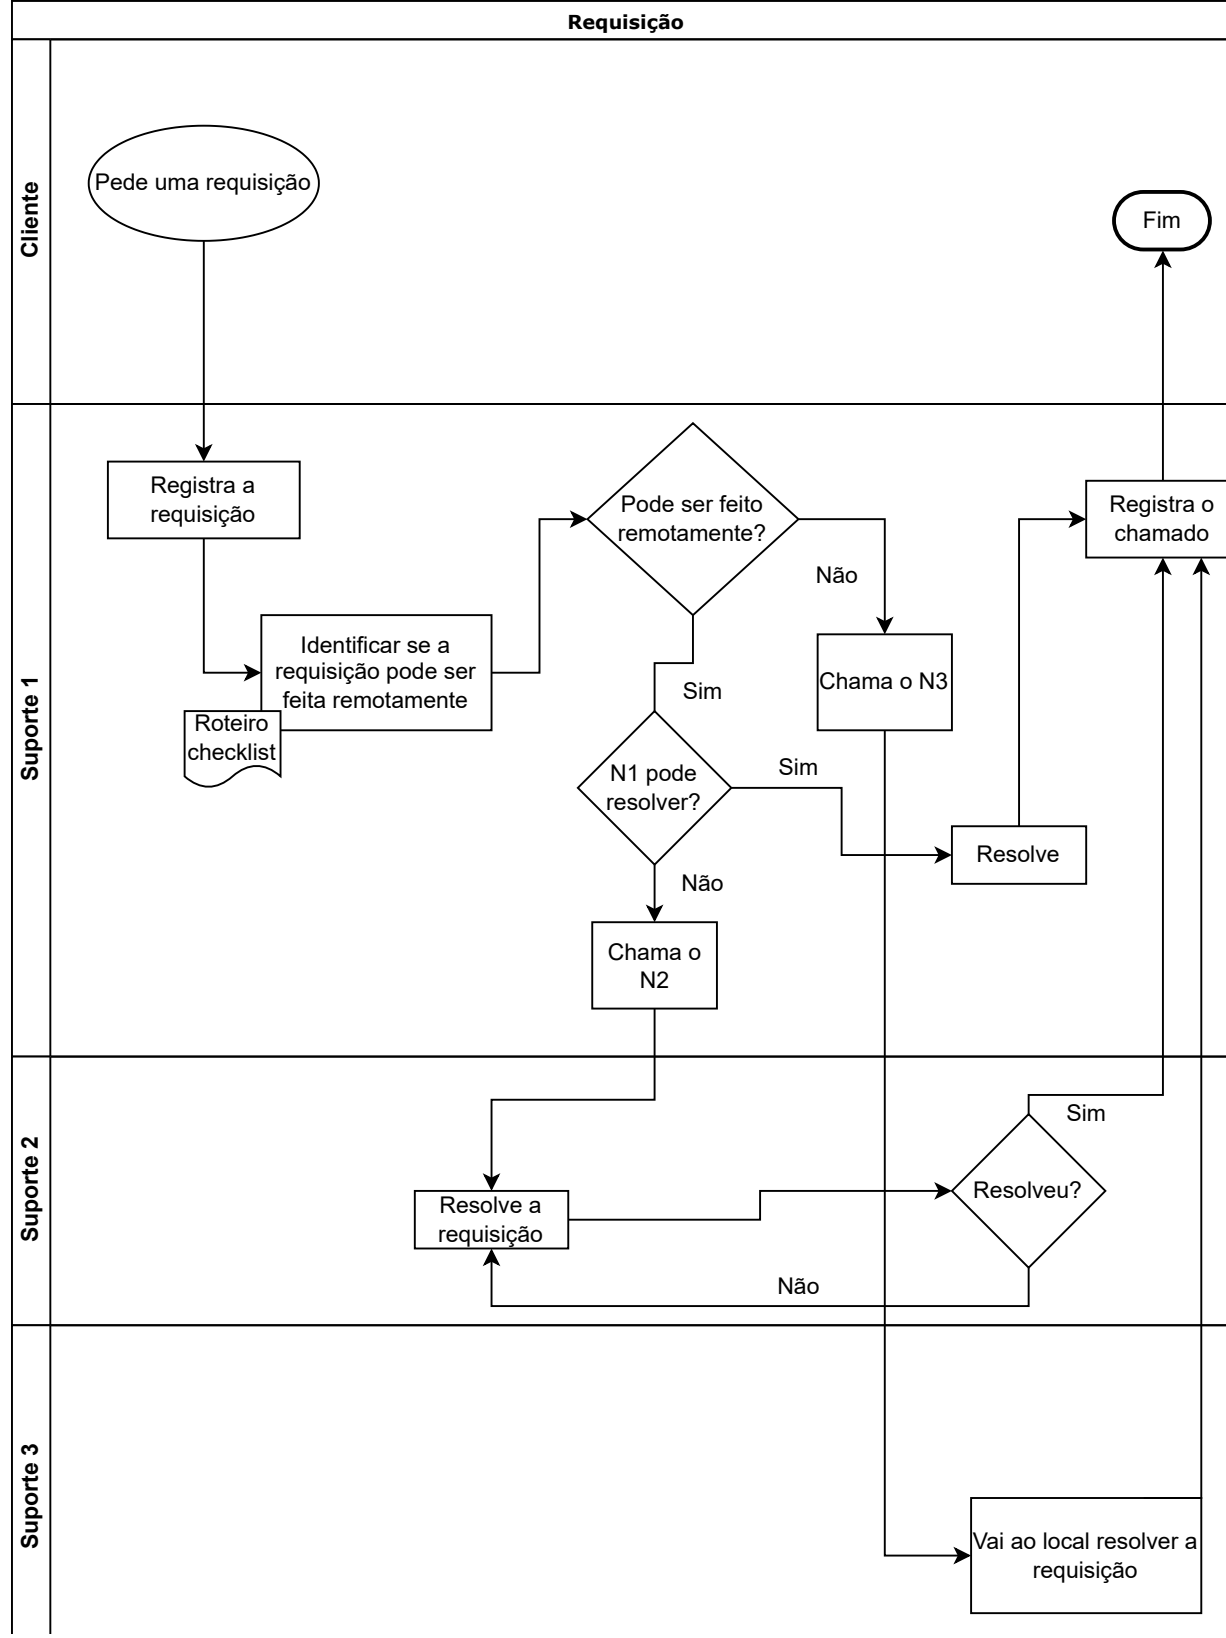 Requisição
Cliente
Pede uma requisição
Fim
Suporte 1
Registra a
requisição
Pode ser feito
remotamente?
Registra o
chamado
Não
Identificar se a
requisição pode ser
feita remotamente
Chama o N3
Sim
Roteiro
checklist
N1 pode
resolver?
Sim
Resolve
Não
Chama o
N2
Suporte 2
Sim
Resolveu?
Resolve a
requisição
Não
Suporte 3
Vai ao local resolver a
requisição